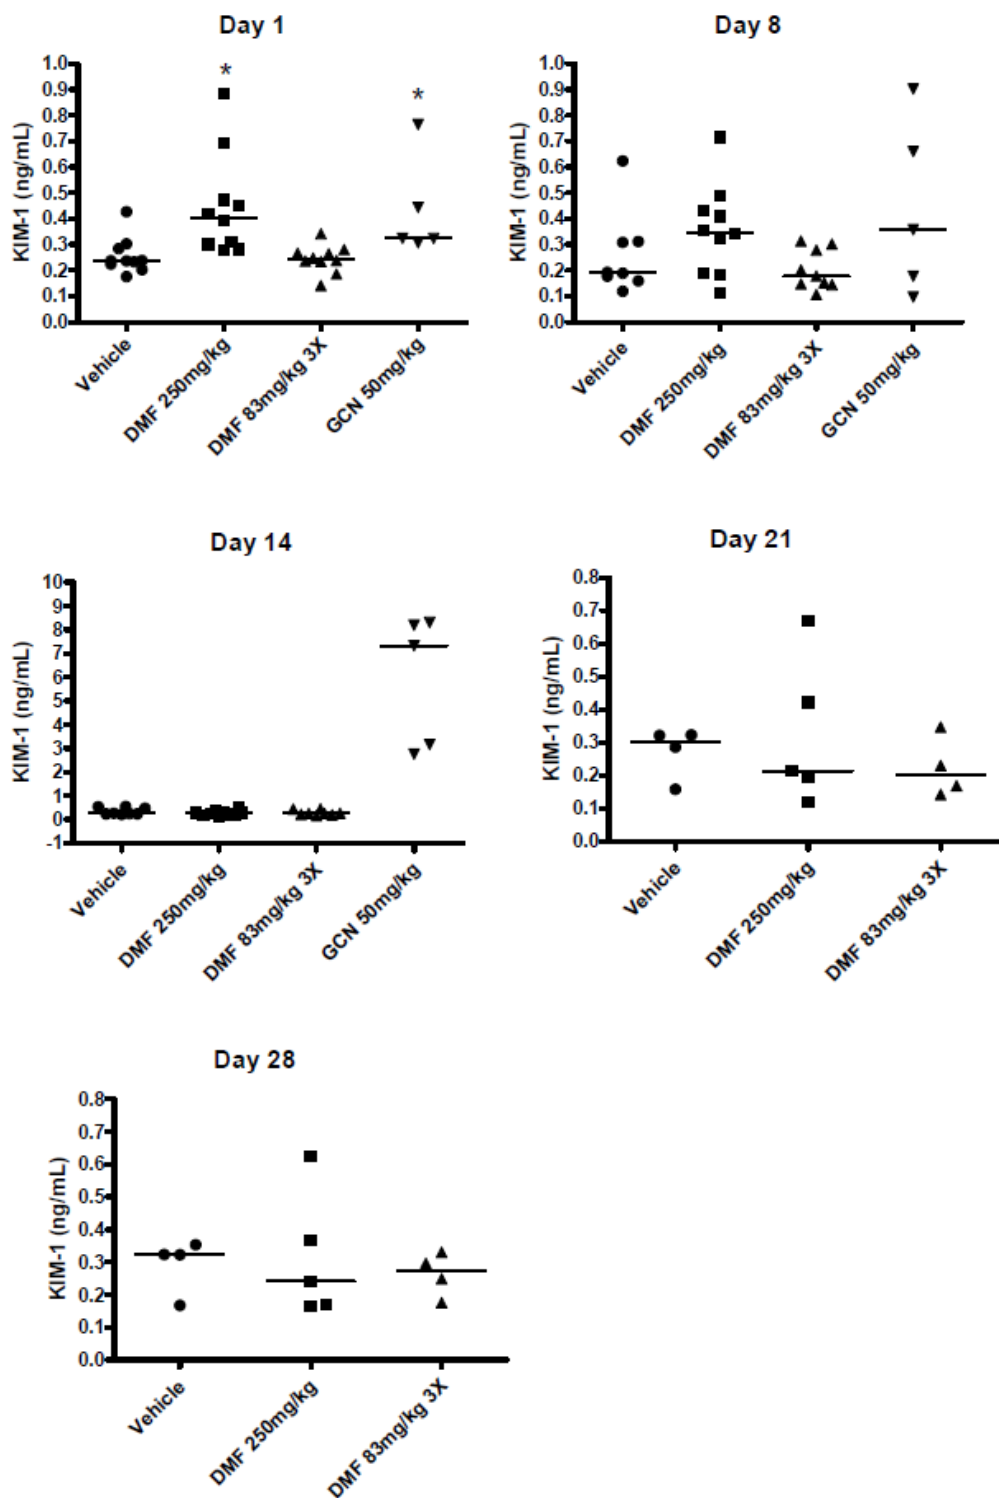 Day 1
*
*
KIM-1 (ng/mL)
1.0
0.9
0.8
0.7
0.6
0.5
0.4
0.3
0.2
0.1
0.0
Vehicle
DMF 250mg/kg
DMF 83mg/kg 3X
GCN 50mg/kg
Day 8
KIM-1 (ng/mL)
1.0
0.9
0.8
0.7
0.6
0.5
0.4
0.3
0.2
0.1
0.0
Vehicle
DMF 250mg/kg
DMF 83mg/kg 3X
GCN 50mg/kg
Day 14
KIM-1 (ng/mL)
10
9
8
7
6
5
4
3
2
1
0
-1
Vehicle
DMF 250mg/kg
DMF 83mg/kg 3X
GCN 50mg/kg
Day 21
KIM-1 (ng/mL)
0.8
0.7
0.6
0.5
0.4
0.3
0.2
0.1
0.0
Vehicle
DMF 250mg/kg
DMF 83mg/kg 3X
Day 28
KIM-1 (ng/mL)
0.8
0.7
0.6
0.5
0.4
0.3
0.2
0.1
0.0
Vehicle
DMF 250mg/kg
DMF 83mg/kg 3X